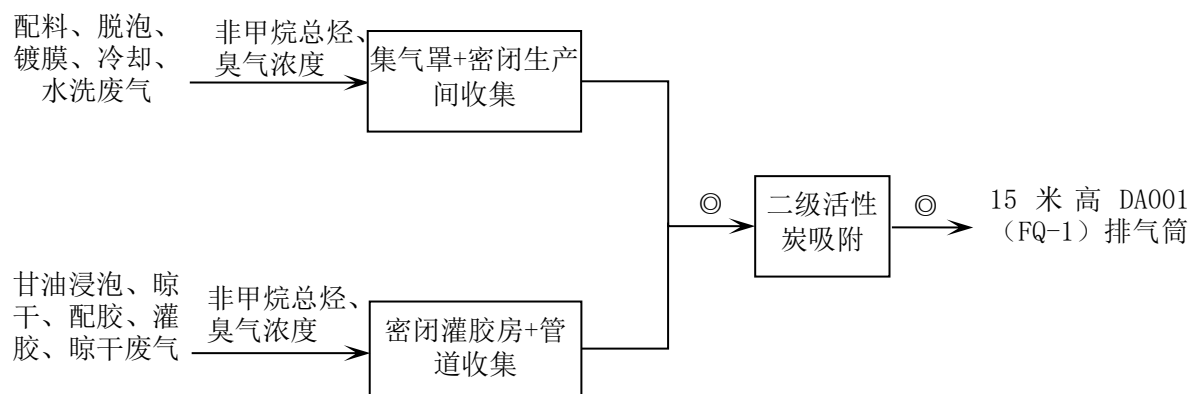 配料、脱泡、
镀膜、冷却、
水洗废气
非甲烷总烃、
臭气浓度
集气罩+密闭生产
间收集
甘油浸泡、晾
干、配胶、灌
胶、晾干废气
非甲烷总烃、
臭气浓度
密闭灌胶房+管
道收集
◎
二级活性
炭吸附
◎
15 米 高 DA001
（FQ-1）排气筒